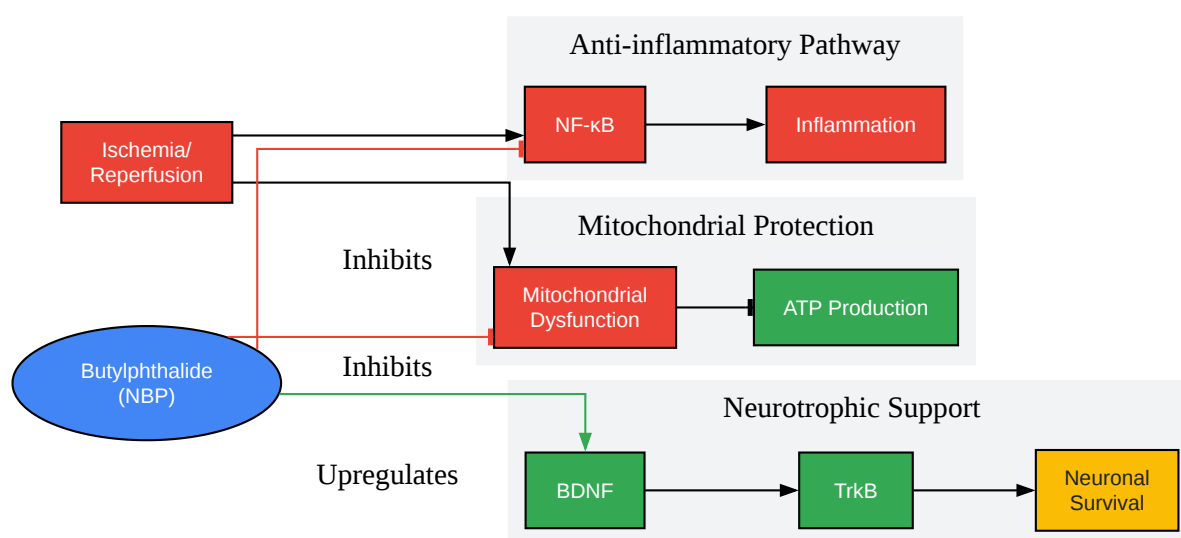 Anti-inflammatory Pathway
NF-κB
Inflammation
Ischemia/
Reperfusion
Mitochondrial Protection
Inhibits
Mitochondrial
Dysfunction
ATP Production
Butylphthalide
(NBP)
Inhibits
Neurotrophic Support
Upregulates
BDNF
TrkB
Neuronal
Survival